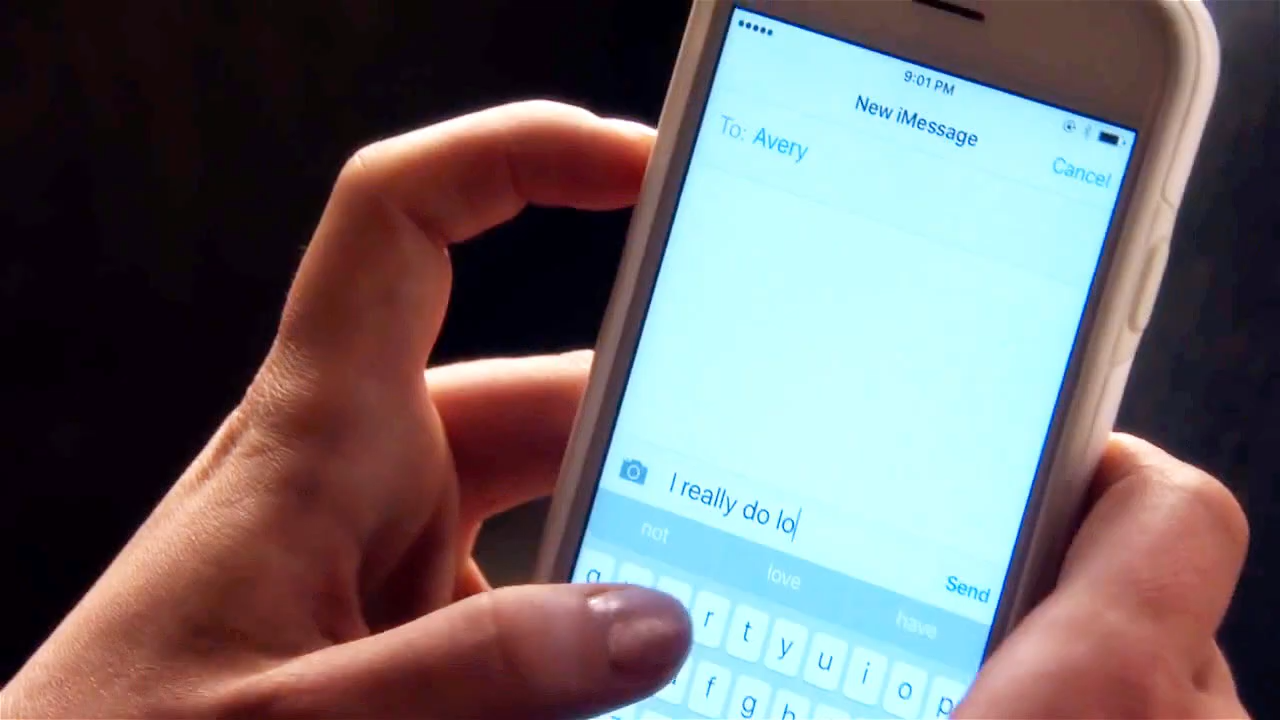 9:01 PM
New iMessage
To: Avery
Cancel
I really do lo
not love have
Send
q r t y u i o p
f g h